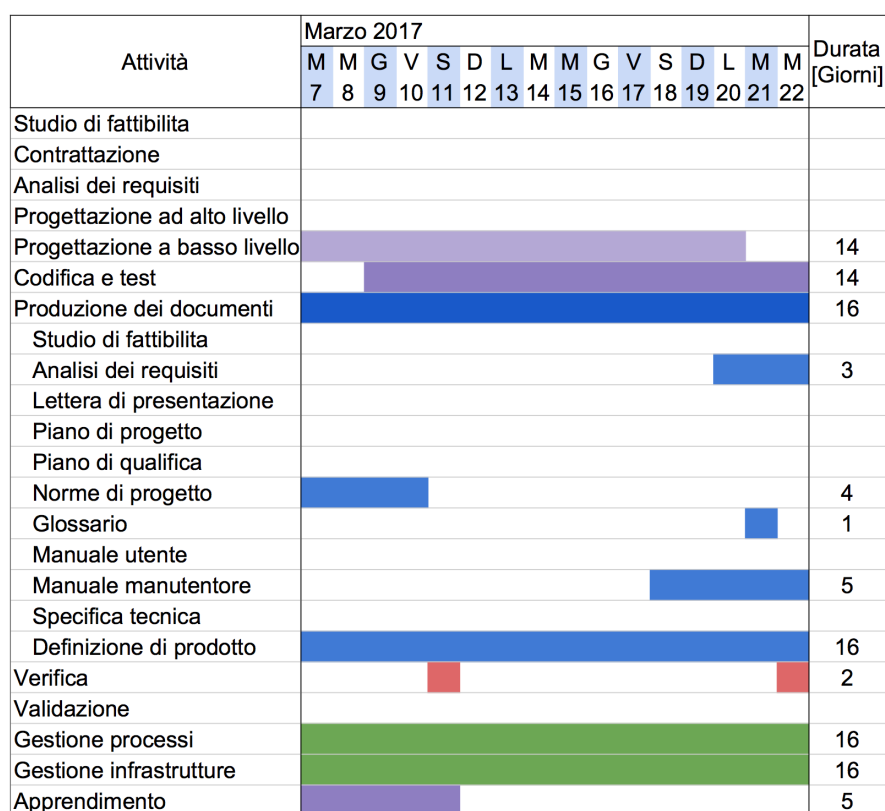 Attività
Marzo 2017
Durata
[Giorni]
M M G V S D L M M G V S D L M M
7 8 9 10 11 12 13 14 15 16 17 18 19 20 21 22
Studio di fattibilita
Contrattazione
Analisi dei requisiti
Progettazione ad alto livello
Progettazione a basso livello 14
Codifica e test 14
Produzione dei documenti 16
Studio di fattibilita
Analisi dei requisiti 3
Lettera di presentazione
Piano di progetto
Piano di qualifica
Norme di progetto 4
Glossario 1
Manuale utente
Manuale manutentore 5
Specifica tecnica
Definizione di prodotto 16
Verifica 2
Validazione
Gestione processi 16
Gestione infrastrutture 16
Apprendimento 5